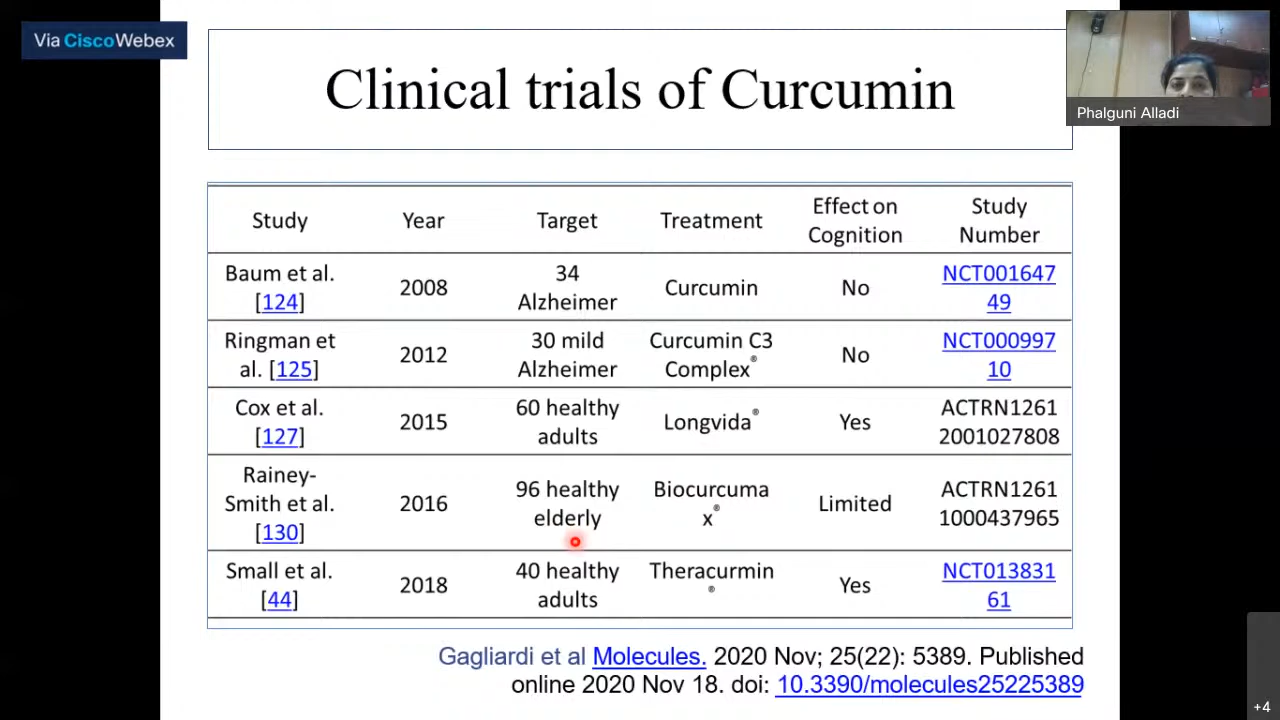 Via CiscoWebex
Clinical trials of Curcumin
Phalguni Alladi
Study Year Target Treatment Effect on Cognition Study Number
Baum et al. [124] 2008 34 Alzheimer Curcumin No NCT00164749
Ringman et al. [125] 2012 30 mild Alzheimer Curcumin C3 Complex® No NCT00099710
Cox et al. [127] 2015 60 healthy adults Longvida® Yes ACTRN12612001027808
Rainey-Smith et al. [130] 2016 96 healthy elderly Biocurcumax® Limited ACTRN12611000437965
Small et al. [44] 2018 40 healthy adults Theracurmin® Yes NCT01383161
Gagliardi et al Molecules. 2020 Nov; 25(22): 5389. Published
online 2020 Nov 18. doi: 10.3390/molecules25225389
+4